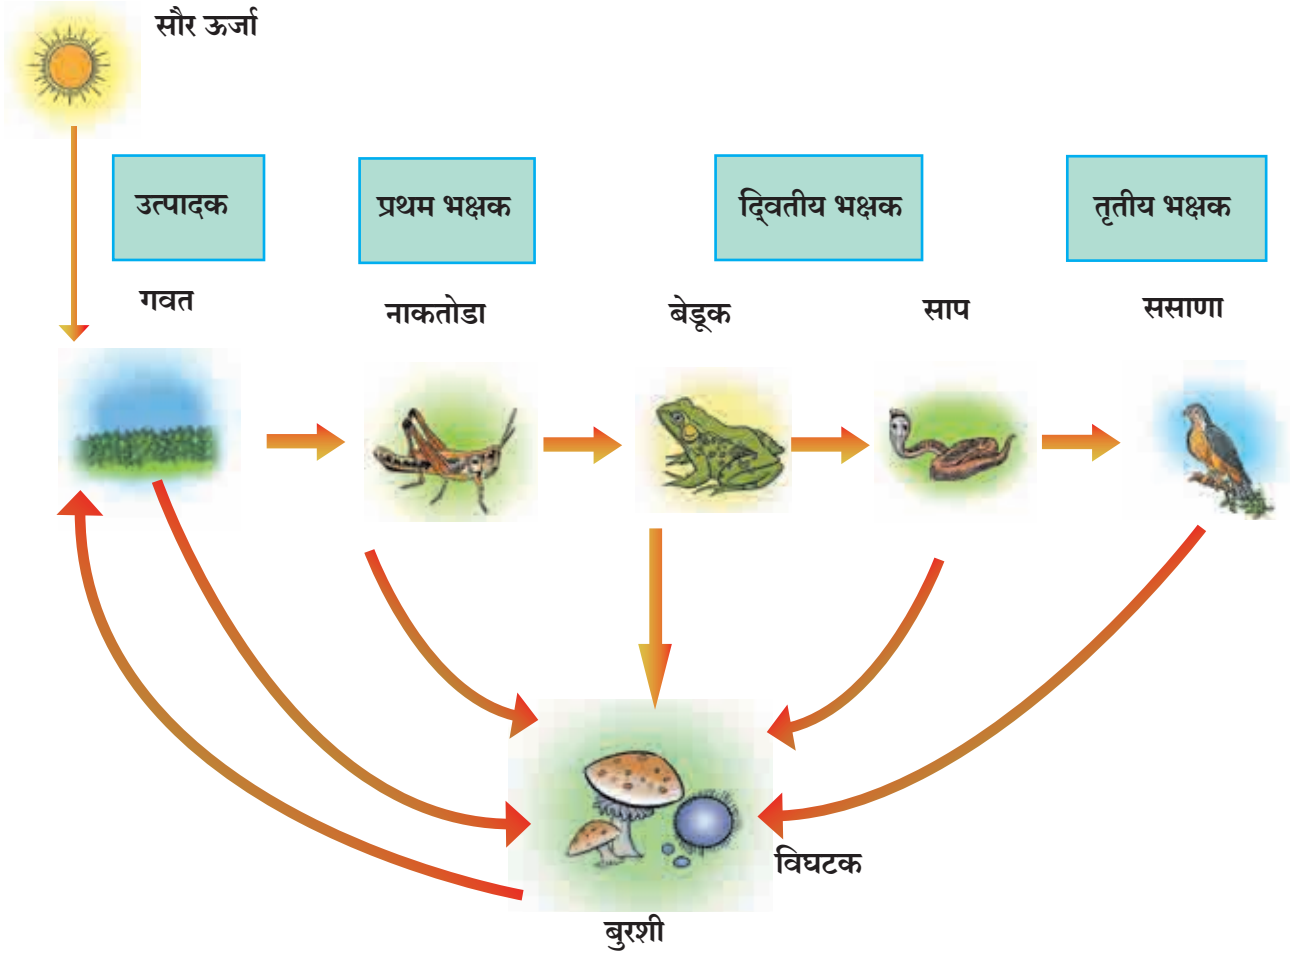 सौर ऊर्जा
उत्पादक
प्रथम भक्षक
द्‌वितीय भक्षक
तृतीय भक्षक
गवत
नाकतोडा
बेडूक
साप
ससाणा
विघटक
बुरशी